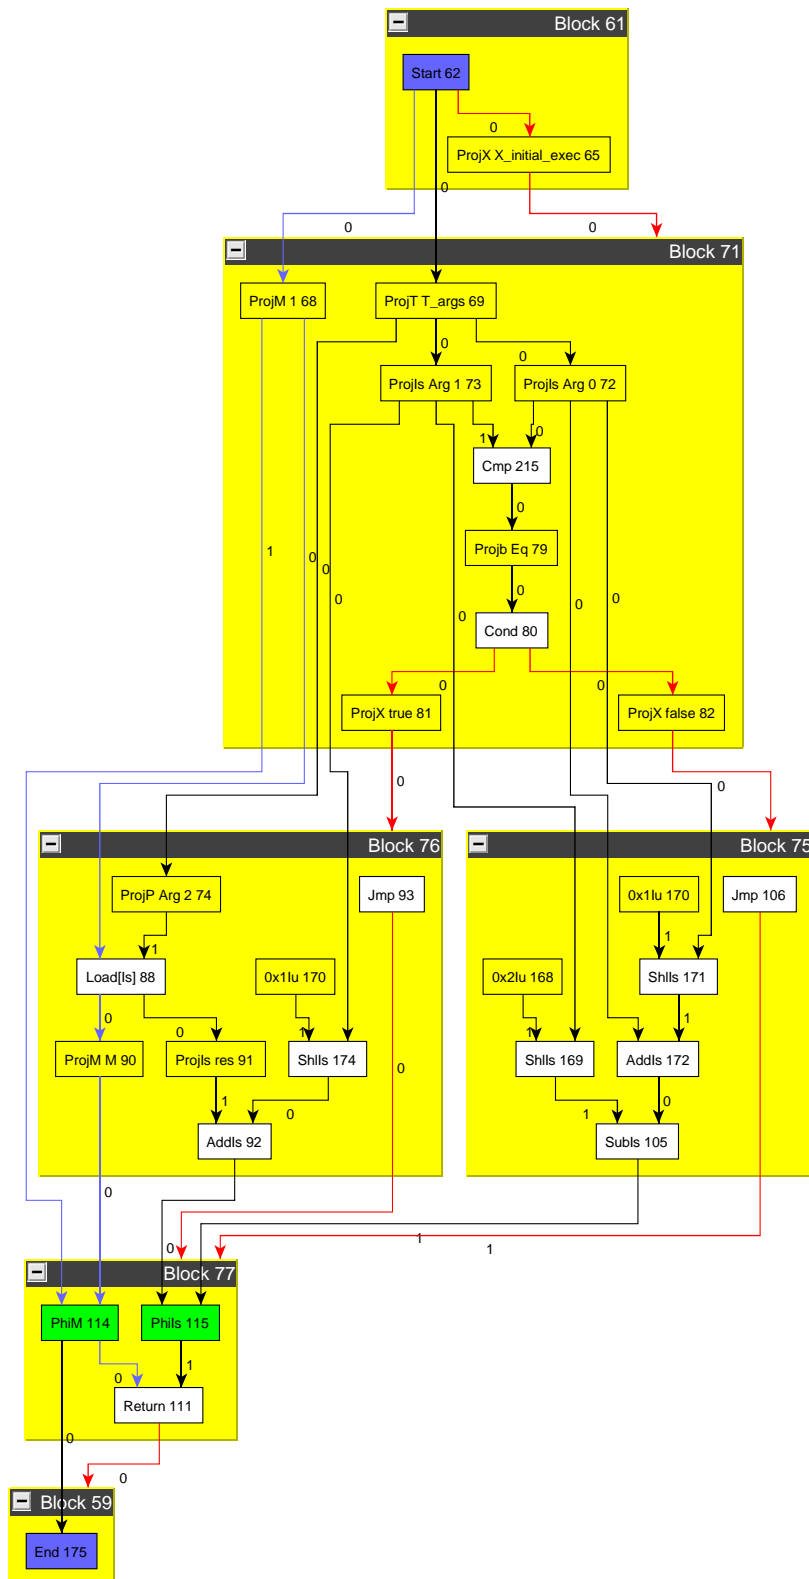 Block 61
Start 62
0
ProjX X_initial_exec 65
0
0
0
Block 71
ProjM 1 68
ProjT T_args 69
0
0
ProjIs Arg 1 73
ProjIs Arg 0 72
1
0
Cmp 215
0
Projb Eq 79
1
0
0
0
0
0
0
0
Cond 80
0
0
ProjX true 81
ProjX false 82
0
0
Block 76
Block 75
ProjP Arg 2 74
Jmp 93
0x1Iu 170
Jmp 106
1
1
Load[Is] 88
0x1Iu 170
0x2Iu 168
ShlIs 171
0
0
1
1
1
ProjM M 90
ProjIs res 91
ShlIs 174
ShlIs 169
AddIs 172
0
1
0
1
0
AddIs 92
SubIs 105
0
0
1
1
Block 77
PhiM 114
PhiIs 115
0
1
Return 111
0
0
Block 59
End 175